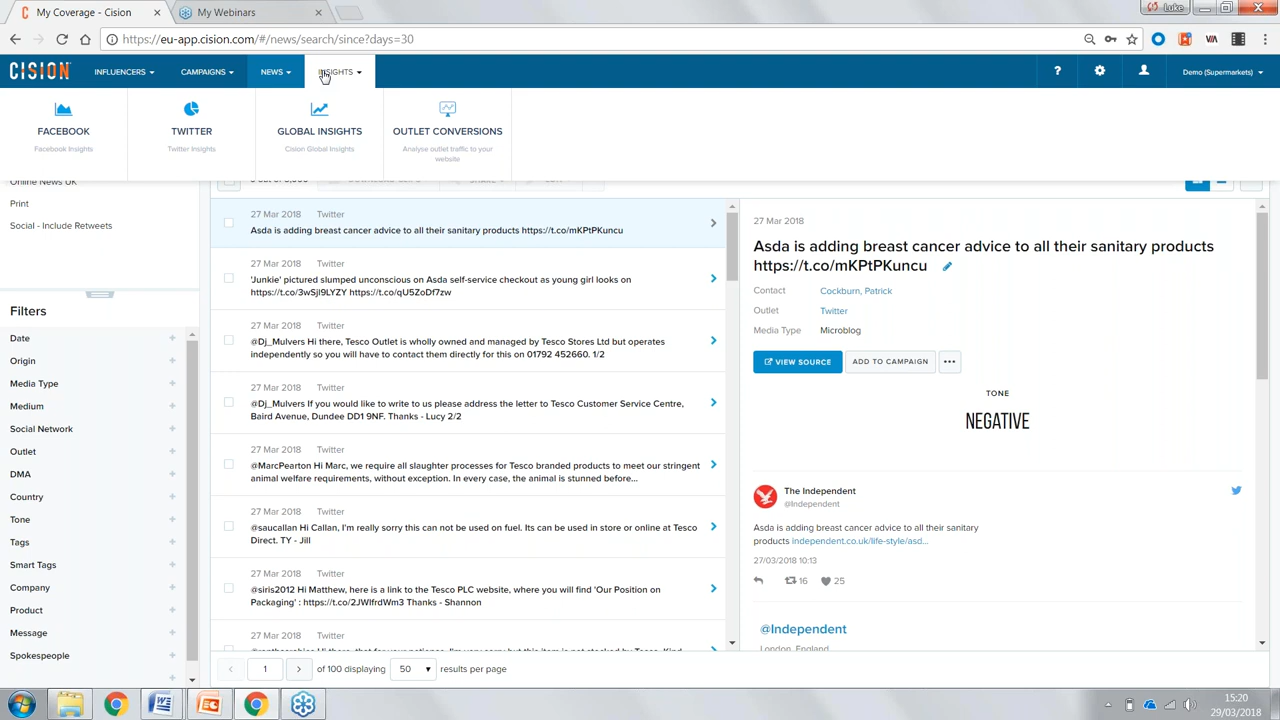 My Coverage - Cision
My Webinars
Luke
https://eu-app.cision.com/#/news/search/since?days=30
VIA
CISION
INFLUENCERS
CAMPAIGNS
NEWS
INSIGHTS
?
Demo (Supermarkets)
FACEBOOK
Facebook Insights
TWITTER
Twitter Insights
GLOBAL INSIGHTS
Cision Global Insights
OUTLET CONVERSIONS
Analyse outlet traffic to your
website
Online News UK
Print
Social - Include Retweets
Filters
Date
Origin
Media Type
Medium
Social Network
Outlet
DMA
Country
Tone
Tags
Smart Tags
Company
Product
Message
Spokespeople
27 Mar 2018 Twitter
Asda is adding breast cancer advice to all their sanitary products https://t.co/mKPtPKuncu
27 Mar 2018 Twitter
'Junkie' pictured slumped unconscious on Asda self-service checkout as young girl looks on
https://t.co/3wSjl9LYZY https://t.co/qU5ZoDf7zw
27 Mar 2018 Twitter
@Dj_Mulvers Hi there, Tesco Outlet is wholly owned and managed by Tesco Stores Ltd but operates
independently so you will have to contact them directly for this on 01792 452660. 1/2
27 Mar 2018 Twitter
@Dj_Mulvers If you would like to write to us please address the letter to Tesco Customer Service Centre,
Baird Avenue, Dundee DD1 9NF. Thanks - Lucy 2/2
27 Mar 2018 Twitter
@MarcPearton Hi Marc, we require all slaughter processes for Tesco branded products to meet our stringent
animal welfare requirements, without exception. In every case, the animal is stunned before...
27 Mar 2018 Twitter
@saucallan Hi Callan, I'm really sorry this can not be used on fuel. Its can be used in store or online at Tesco
Direct. TY - Jill
27 Mar 2018 Twitter
@siris2012 Hi Matthew, here is a link to the Tesco PLC website, where you will find 'Our Position on
Packaging' : https://t.co/2JWIfrdWm3 Thanks - Shannon
27 Mar 2018 Twitter
1 of 100 displaying 50 results per page
27 Mar 2018
Asda is adding breast cancer advice to all their sanitary products
https://t.co/mKPtPKuncu
Contact Cockburn, Patrick
Outlet Twitter
Media Type Microblog
VIEW SOURCE
ADD TO CAMPAIGN
TONE
NEGATIVE
The Independent
@Independent
Asda is adding breast cancer advice to all their sanitary
products independent.co.uk/life-style/asd...
27/03/2018 10:13
16 25
@Independent
London, England
15:20
29/03/2018